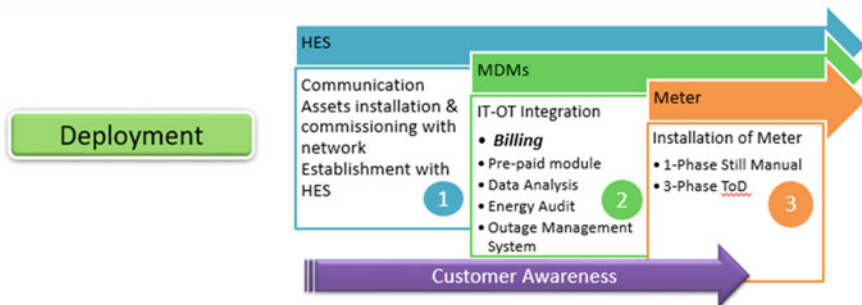 Deployment
HES
Communication
Assets installation &
commissioning with
network
Establishment with
HES
1
MDMs
IT-OT Integration
• Billing
• Pre-paid module
• Data Analysis
• Energy Audit
• Outage Management
System
2
Meter
Installation of Meter
• 1-Phase Still Manual
• 3-Phase ToD
3
Customer Awareness